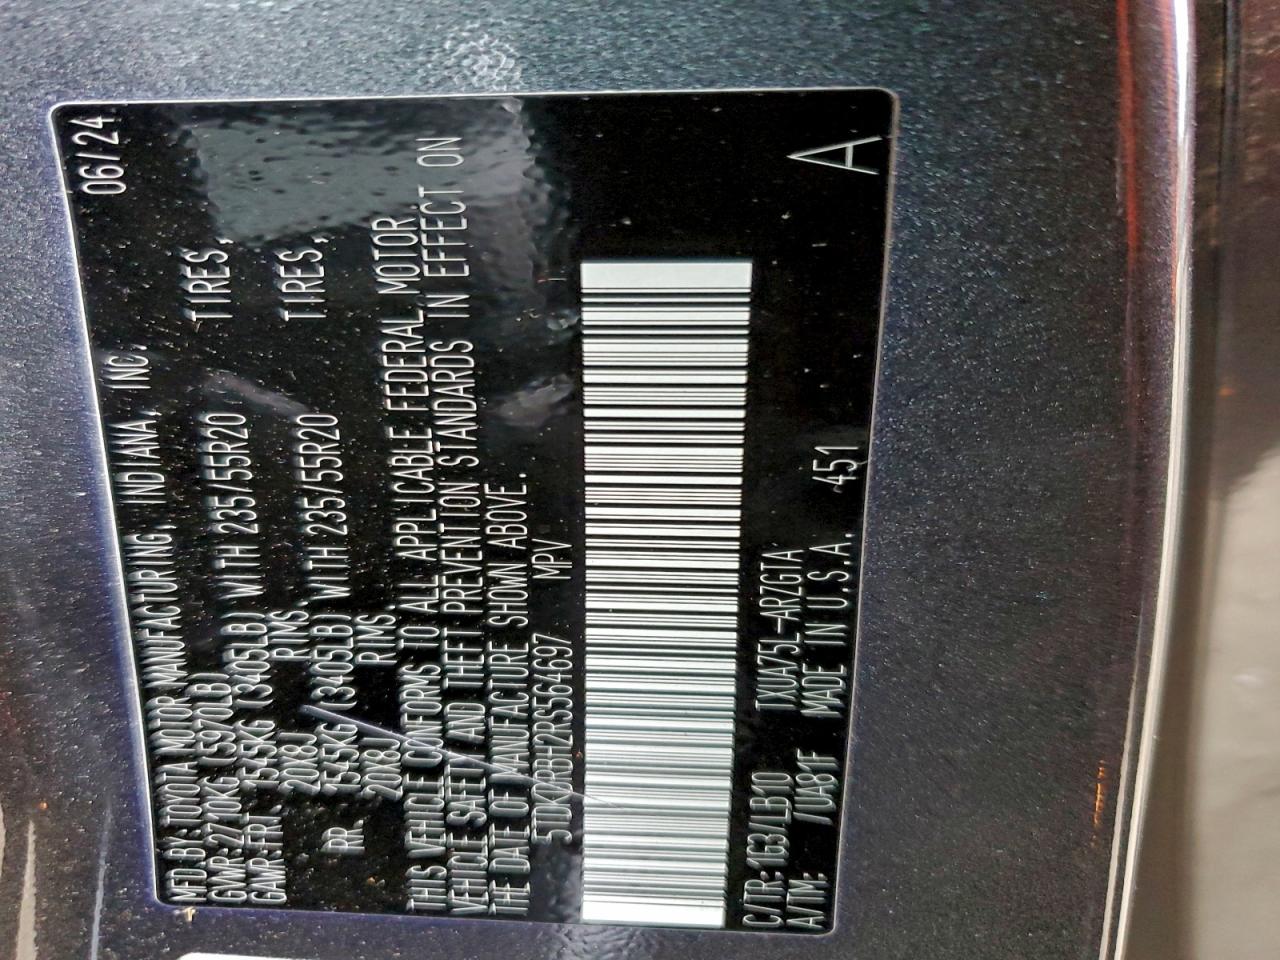 MFD. BY: TOYOTA MOTOR MANUFACTURING, INDIANA, INC. 06/24
GVWR: 2710KG (5970LB)
GAWR: FRT. 1545KG (3405LB) WITH 235/55R20 TIRES,
20X8J RIMS,
RR. 1545KG (3405LB) WITH 235/55R20 TIRES,
20X8J RIMS,
THIS VEHICLE CONFORMS TO ALL APPLICABLE FEDERAL MOTOR
VEHICLE SAFETY AND THEFT PREVENTION STANDARDS IN EFFECT ON
THE DATE OF MANUFACTURE SHOWN ABOVE.
MPV
C/TR: 1G3/LB10 TXUA75L-ARZGTA
A/TM: /UA81F MADE IN U.S.A. 451 A